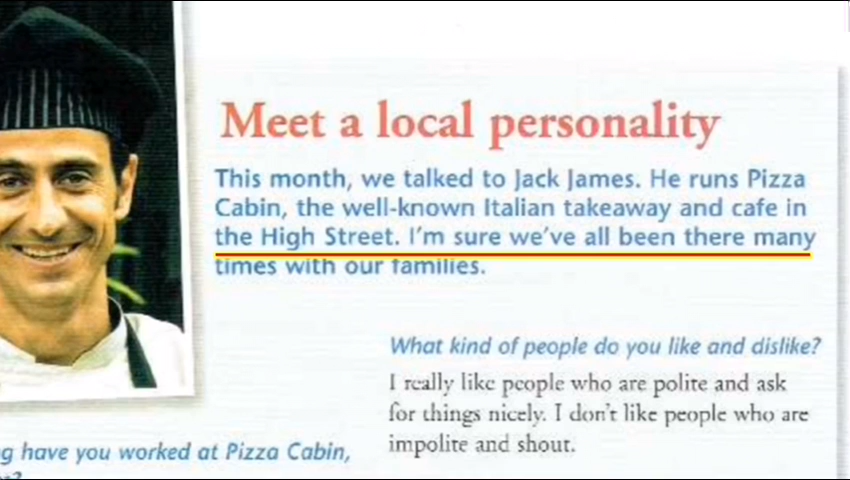 Meet a local personality
This month, we talked to Jack James. He runs Pizza
Cabin, the well-known Italian takeaway and cafe in
the High Street. I'm sure we've all been there many
times with our families.
What kind of people do you like and dislike?
I really like people who are polite and ask
for things nicely. I don't like people who are
impolite and shout.
have you worked at Pizza Cabin,